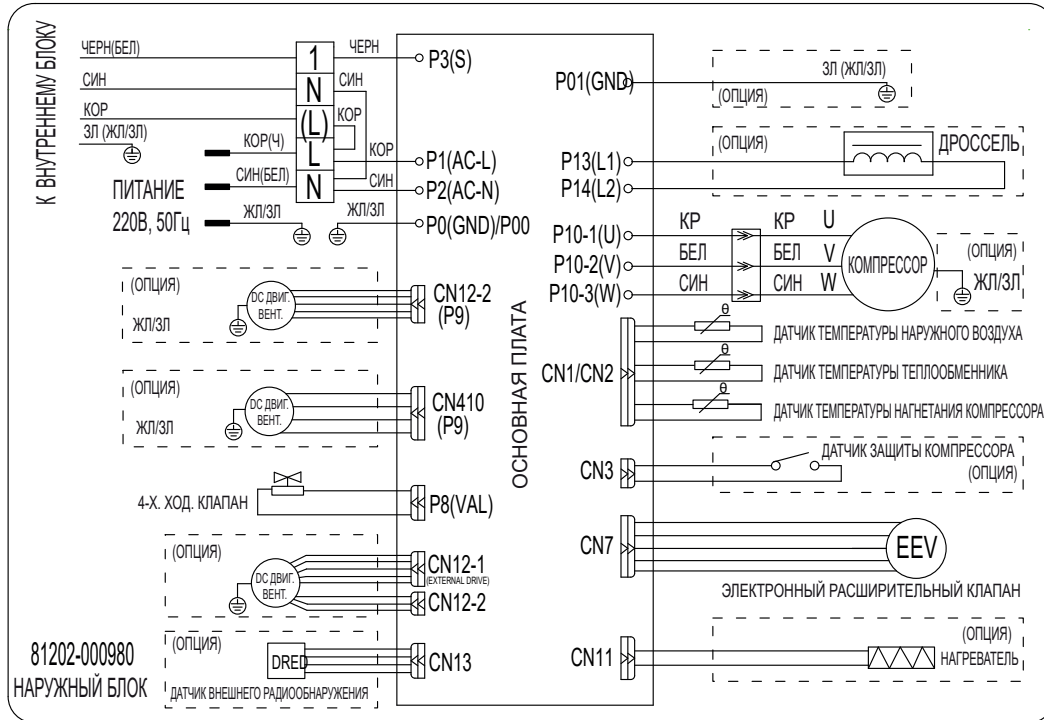 К ВНУТРЕННЕМУ БЛОКУ
ЧЕРН(БЕЛ)
СИН
КОР
ЗЛ (ЖЛ/ЗЛ)
1
N
(L)
L
N
ЧЕРН
СИН
КОР
КОР
СИН
КОР(Ч)
СИН(БЕЛ)
ПИТАНИЕ
220В, 50Гц
ЖЛ/ЗЛ
ЖЛ/ЗЛ
P3(S)
P1(AC-L)
P2(AC-N)
P0(GND)/P00
(ОПЦИЯ)
ЖЛ/ЗЛ
DC ДВИГ.
ВЕНТ.
CN12-2
(P9)
(ОПЦИЯ)
ЖЛ/ЗЛ
DC ДВИГ.
ВЕНТ.
CN410
(P9)
4-Х. ХОД. КЛАПАН
P8(VAL)
(ОПЦИЯ)
DC ДВИГ.
ВЕНТ.
CN12-1
(EXTERNAL DRIVE)
CN12-2
(ОПЦИЯ)
DRED
CN13
ДАТЧИК ВНЕШНЕГО РАДИООБНАРУЖЕНИЯ
81202-000980
НАРУЖНЫЙ БЛОК
ОСНОВНАЯ ПЛАТА
P01(GND)
ЗЛ (ЖЛ/ЗЛ)
(ОПЦИЯ)
P13(L1)
P14(L2)
(ОПЦИЯ)
ДРОССЕЛЬ
P10-1(U)
P10-2(V)
P10-3(W)
КР
БЕЛ
СИН
КР
БЕЛ
СИН
U
V
W
КОМПРЕССОР
(ОПЦИЯ)
ЖЛ/ЗЛ
CN1/CN2
θ
ДАТЧИК ТЕМПЕРАТУРЫ НАРУЖНОГО ВОЗДУХА
θ
ДАТЧИК ТЕМПЕРАТУРЫ ТЕПЛООБМЕННИКА
θ
ДАТЧИК ТЕМПЕРАТУРЫ НАГНЕТАНИЯ КОМПРЕССОРА
CN3
ДАТЧИК ЗАЩИТЫ КОМПРЕССОРА
(ОПЦИЯ)
CN7
EEV
ЭЛЕКТРОННЫЙ РАСШИРИТЕЛЬНЫЙ КЛАПАН
CN11
(ОПЦИЯ)
НАГРЕВАТЕЛЬ